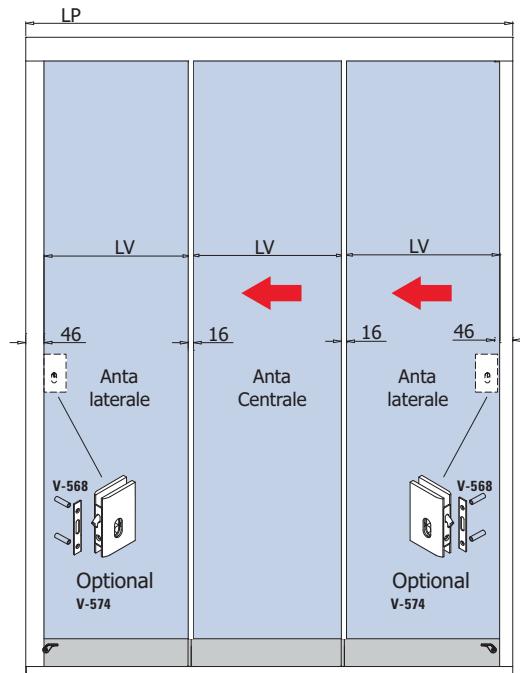 LP
LV
LV
LV
46
16
16
46
Anta
laterale
Anta
Centrale
Anta
laterale
V-568
V-568
Optional
V-574
Optional
V-574